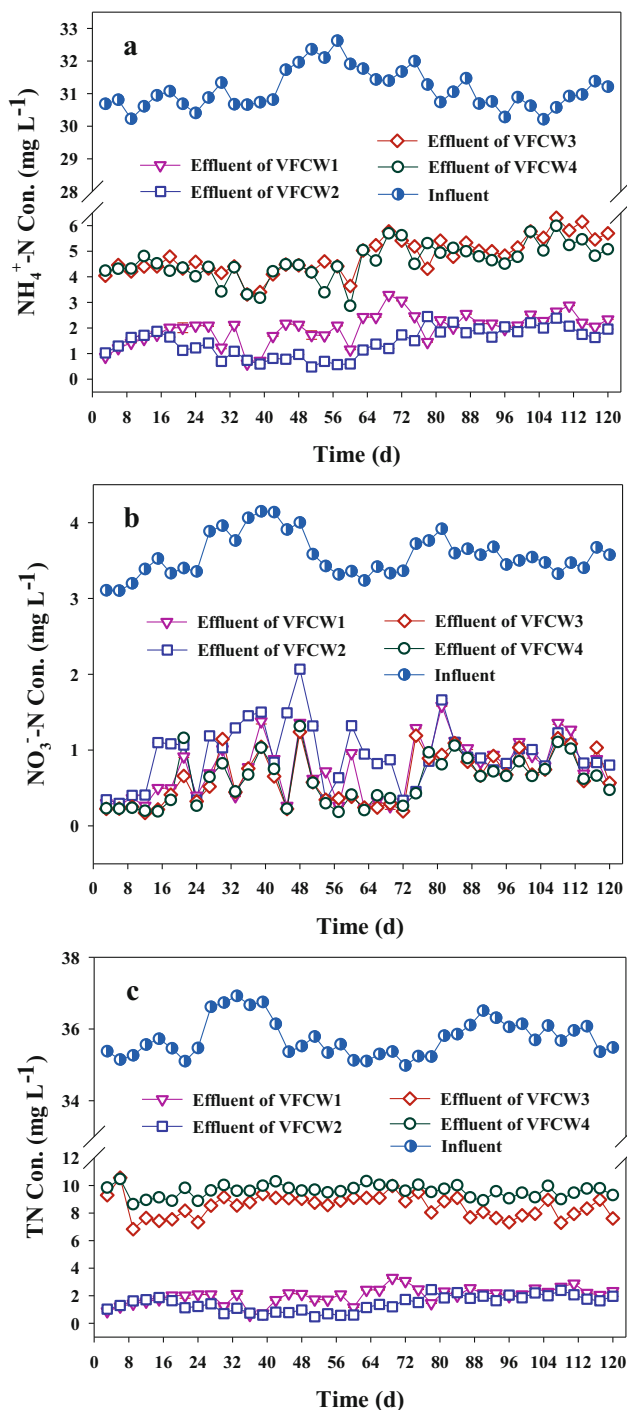 a
33
32
31
30
29
28
6
5
4
3
2
1
0
NH4+-N Con. (mg L-1)
Effluent of VFCW1
Effluent of VFCW2
Effluent of VFCW3
Effluent of VFCW4
Influent
0 8 16 24 32 40 48 56 64 72 80 88 96 104 112 120
Time (d)
b
4
3
2
1
0
NO3--N Con. (mg L-1)
Effluent of VFCW1
Effluent of VFCW2
Effluent of VFCW3
Effluent of VFCW4
Influent
0 8 16 24 32 40 48 56 64 72 80 88 96 104 112 120
Time (d)
c
38
36
34
12
10
8
6
4
2
0
TN Con. (mg L-1)
Effluent of VFCW1
Effluent of VFCW2
Effluent of VFCW3
Effluent of VFCW4
Influent
0 8 16 24 32 40 48 56 64 72 80 88 96 104 112 120
Time (d)